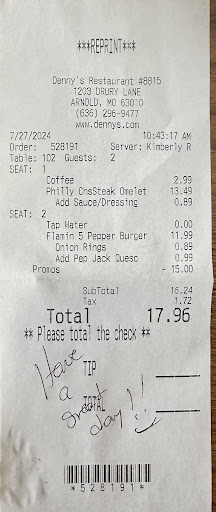 ***REPRINT***
Denny's Restaurant #8815
1203 DRURY LANE
ARNOLD, MO 63010
(636) 296-9477
www.dennys.com
7/27/2024 10:43:17 AM
Order: 528191 Server: Kimberly R
Table: 102 Guests: 2
SEAT: 1
Coffee 2.99
Philly ChsSteak Omelet 13.49
Add Sauce/Dressing 0.89
SEAT: 2
Tap Water 0.00
Flamin 5 Pepper Burger 11.99
Onion Rings 0.89
Add Pep Jack Queso 0.99
Promos - 15.00
SubTotal 16.24
Tax 1.72
Total 17.96
** Please total the check **
TIP
TOTAL
Have
a
great
day!!
*528191*